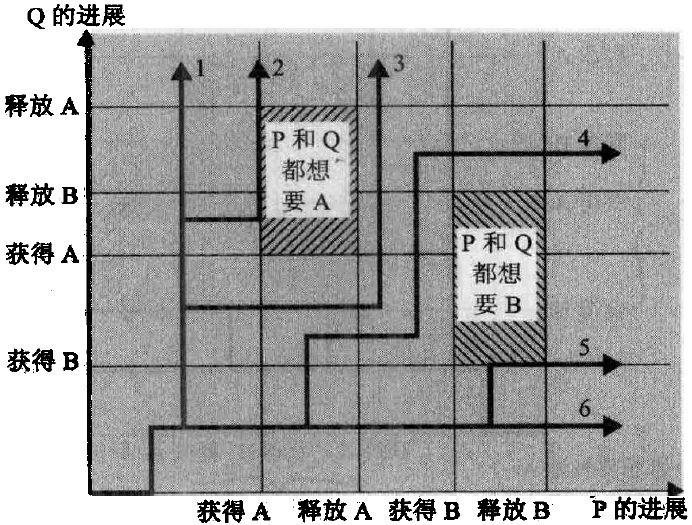 Q 的进展
1
2
3
释放 A
P 和 Q
都想
要 A
4
释放 B
获得 A
P 和 Q
都想
要 B
获得 B
5
6
获得 A
释放 A
获得 B
释放 B
P 的进展